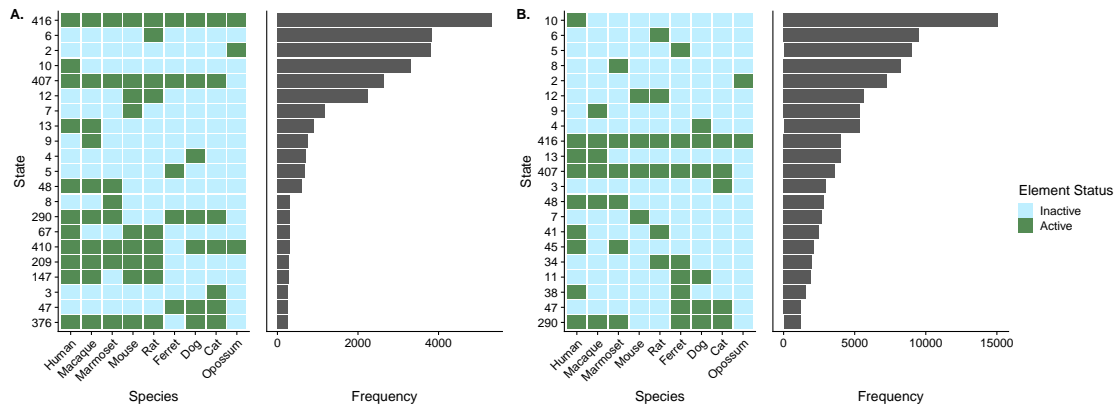 A.
State
416
6
2
10
407
12
7
13
9
4
5
48
8
290
67
410
209
147
3
47
376
Human
Macaque
Marmoset
Mouse
Rat
Ferret
Dog
Cat
Opossum
Species
0 2000 4000
Frequency
B.
State
10
6
5
8
2
12
9
4
416
13
407
3
48
7
41
45
34
11
38
47
290
Human
Macaque
Marmoset
Mouse
Rat
Ferret
Dog
Cat
Opossum
Species
0 5000 10000 15000
Frequency
Element Status
Inactive
Active